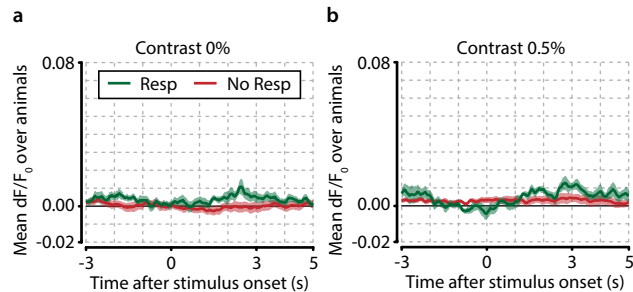 a
Contrast 0%
Mean dF/F0 over animals
0.08
0.00
-0.02
Resp
No Resp
-3
0
3
5
Time after stimulus onset (s)
b
Contrast 0.5%
Mean dF/F0 over animals
0.08
0.00
-0.02
-3
0
3
5
Time after stimulus onset (s)